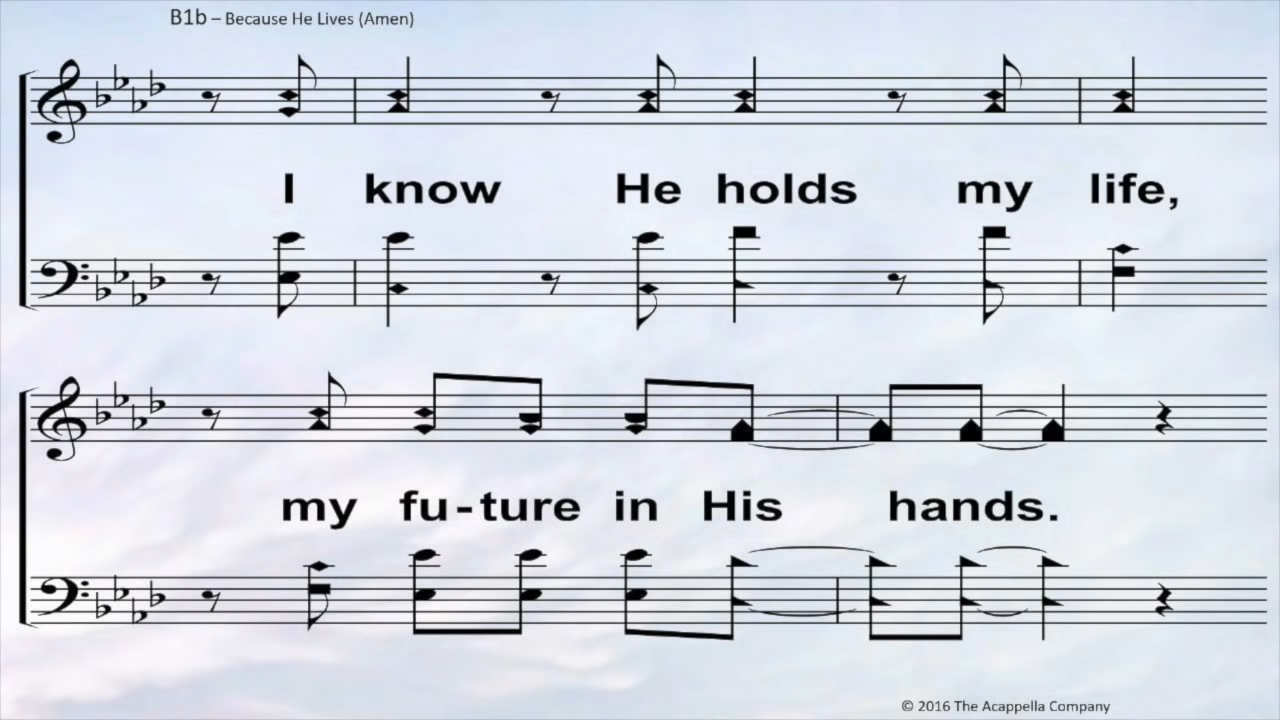 B1b – Because He Lives (Amen)
I know He holds my life,
my fu-ture in His hands.
© 2016 The Acappella Company